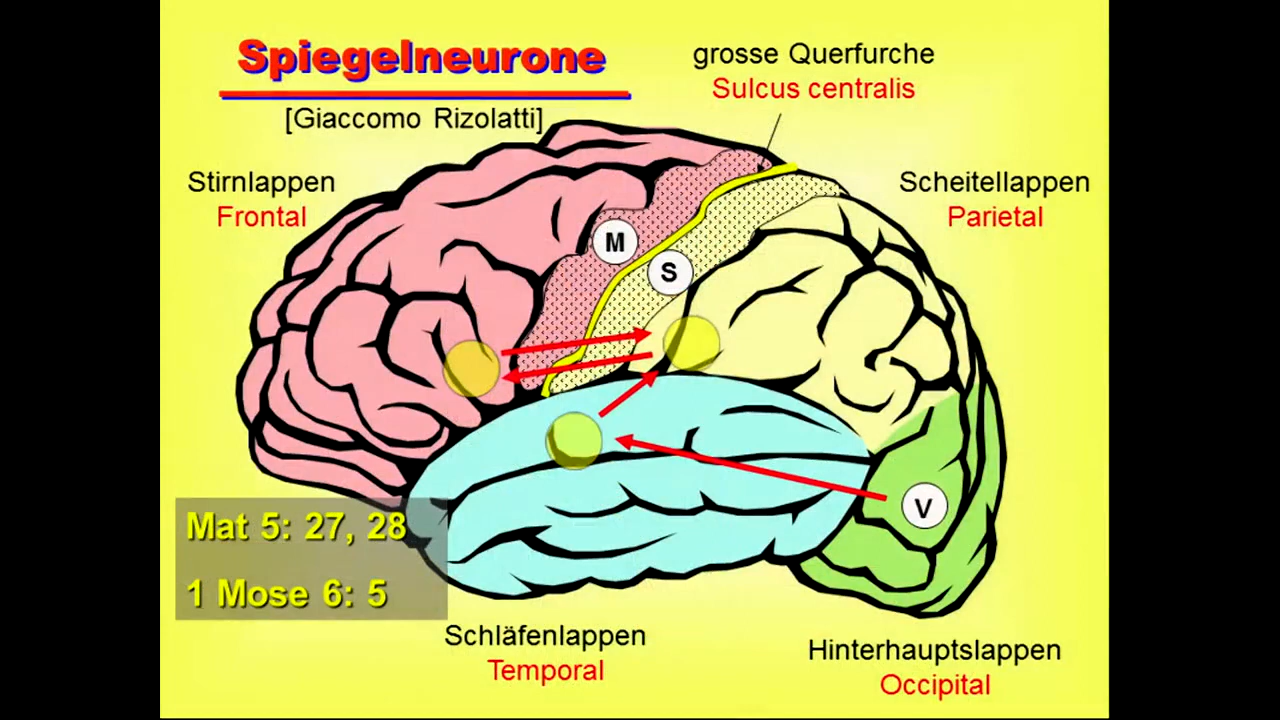 Spiegelneurone
[Giaccomo Rizolatti]
grosse Querfurche
Sulcus centralis
Stirnlappen
Frontal
Scheitellappen
Parietal
M
S
V
Mat 5: 27, 28
1 Mose 6: 5
Schläfenlappen
Temporal
Hinterhauptslappen
Occipital